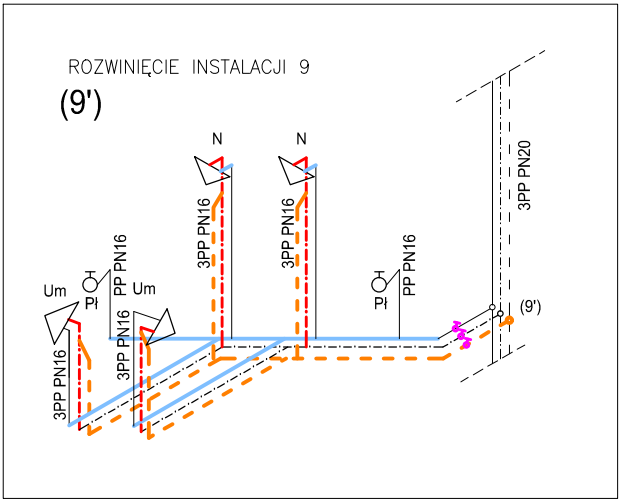 ROZWINIĘCIE INSTALACJI 9
(9')
N
N
3PP PN20
3PP PN16
3PP PN16
PP PN16
PP PN16
Um
Pł
Um
Pł
(9')
3PP PN16
3PP PN16